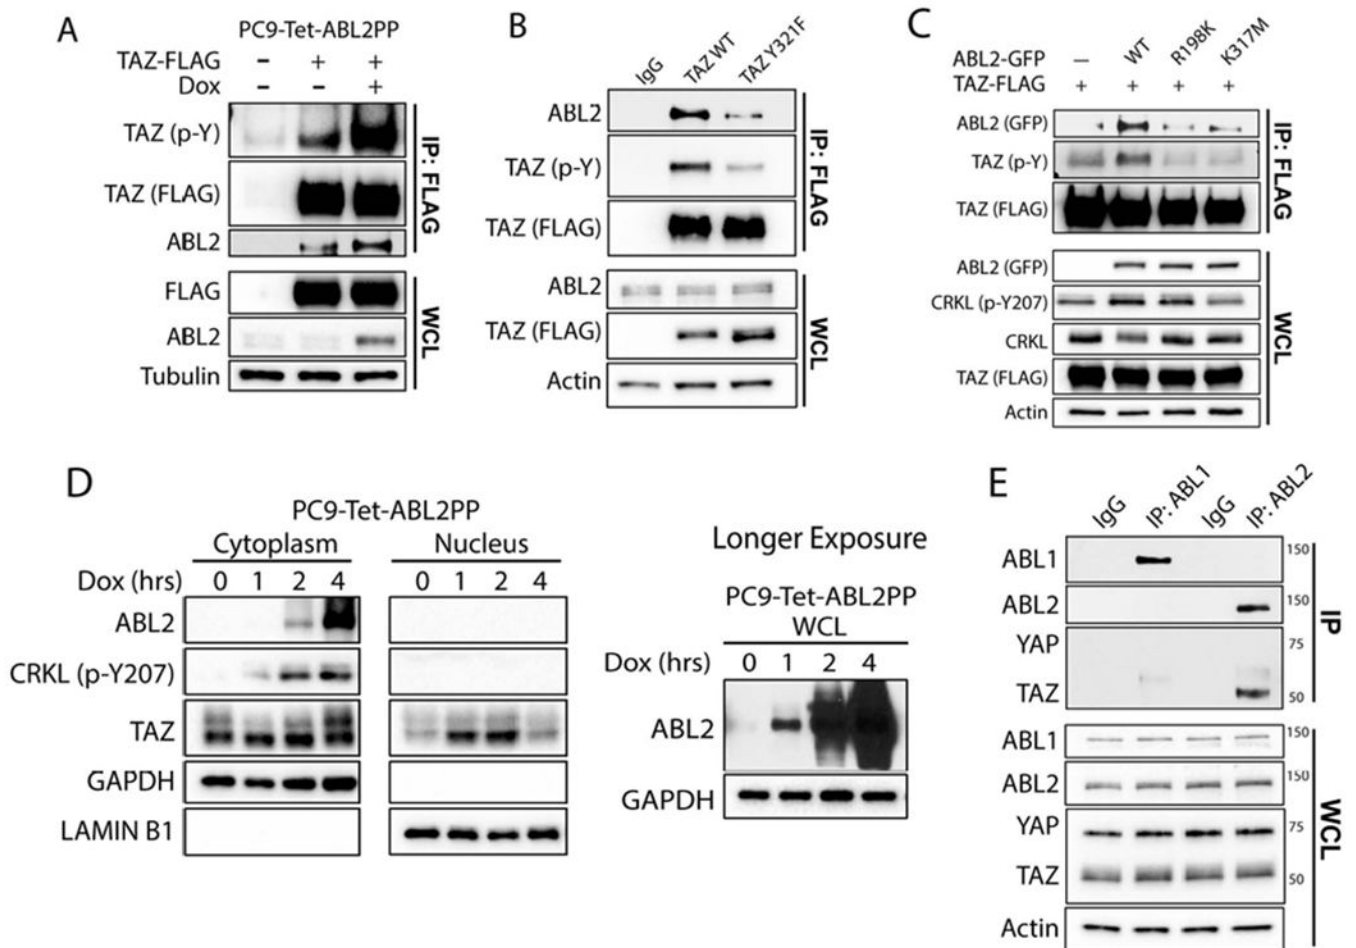 A
PC9-Tet-ABL2PP
TAZ-FLAG - + +
Dox - - +
TAZ (p-Y)
TAZ (FLAG)
ABL2
IP: FLAG
FLAG
ABL2
Tubulin
WCL
B
IgG TAZ WT TAZ Y321F
ABL2
TAZ (p-Y)
TAZ (FLAG)
IP: FLAG
ABL2
TAZ (FLAG)
Actin
WCL
C
ABL2-GFP — WT R198K K317M
TAZ-FLAG + + + +
ABL2 (GFP)
TAZ (p-Y)
TAZ (FLAG)
IP: FLAG
ABL2 (GFP)
CRKL (p-Y207)
CRKL
TAZ (FLAG)
Actin
WCL
D
PC9-Tet-ABL2PP
Cytoplasm Nucleus
Dox (hrs) 0 1 2 4 0 1 2 4
ABL2
CRKL (p-Y207)
TAZ
GAPDH
LAMIN B1
Longer Exposure
PC9-Tet-ABL2PP
WCL
Dox (hrs) 0 1 2 4
ABL2
GAPDH
E
IgG IP: ABL1 IgG IP: ABL2
ABL1 150
ABL2 150
YAP 75
TAZ 50
IP
ABL1 150
ABL2 150
YAP 75
TAZ 50
Actin
WCL